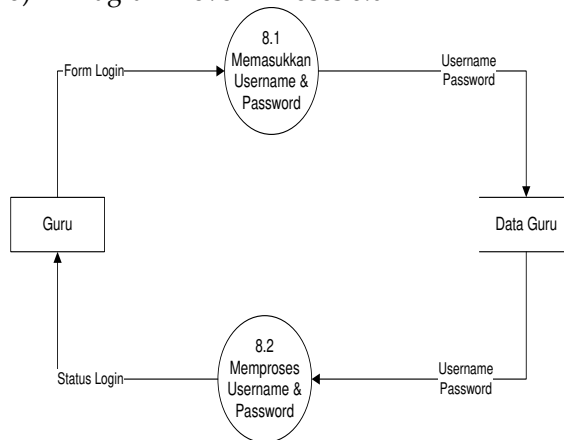 8.1
Memasukkan
Username &
Password
Form Login
Username
Password
Guru
Data Guru
8.2
Memproses
Username &
Password
Status Login
Username
Password